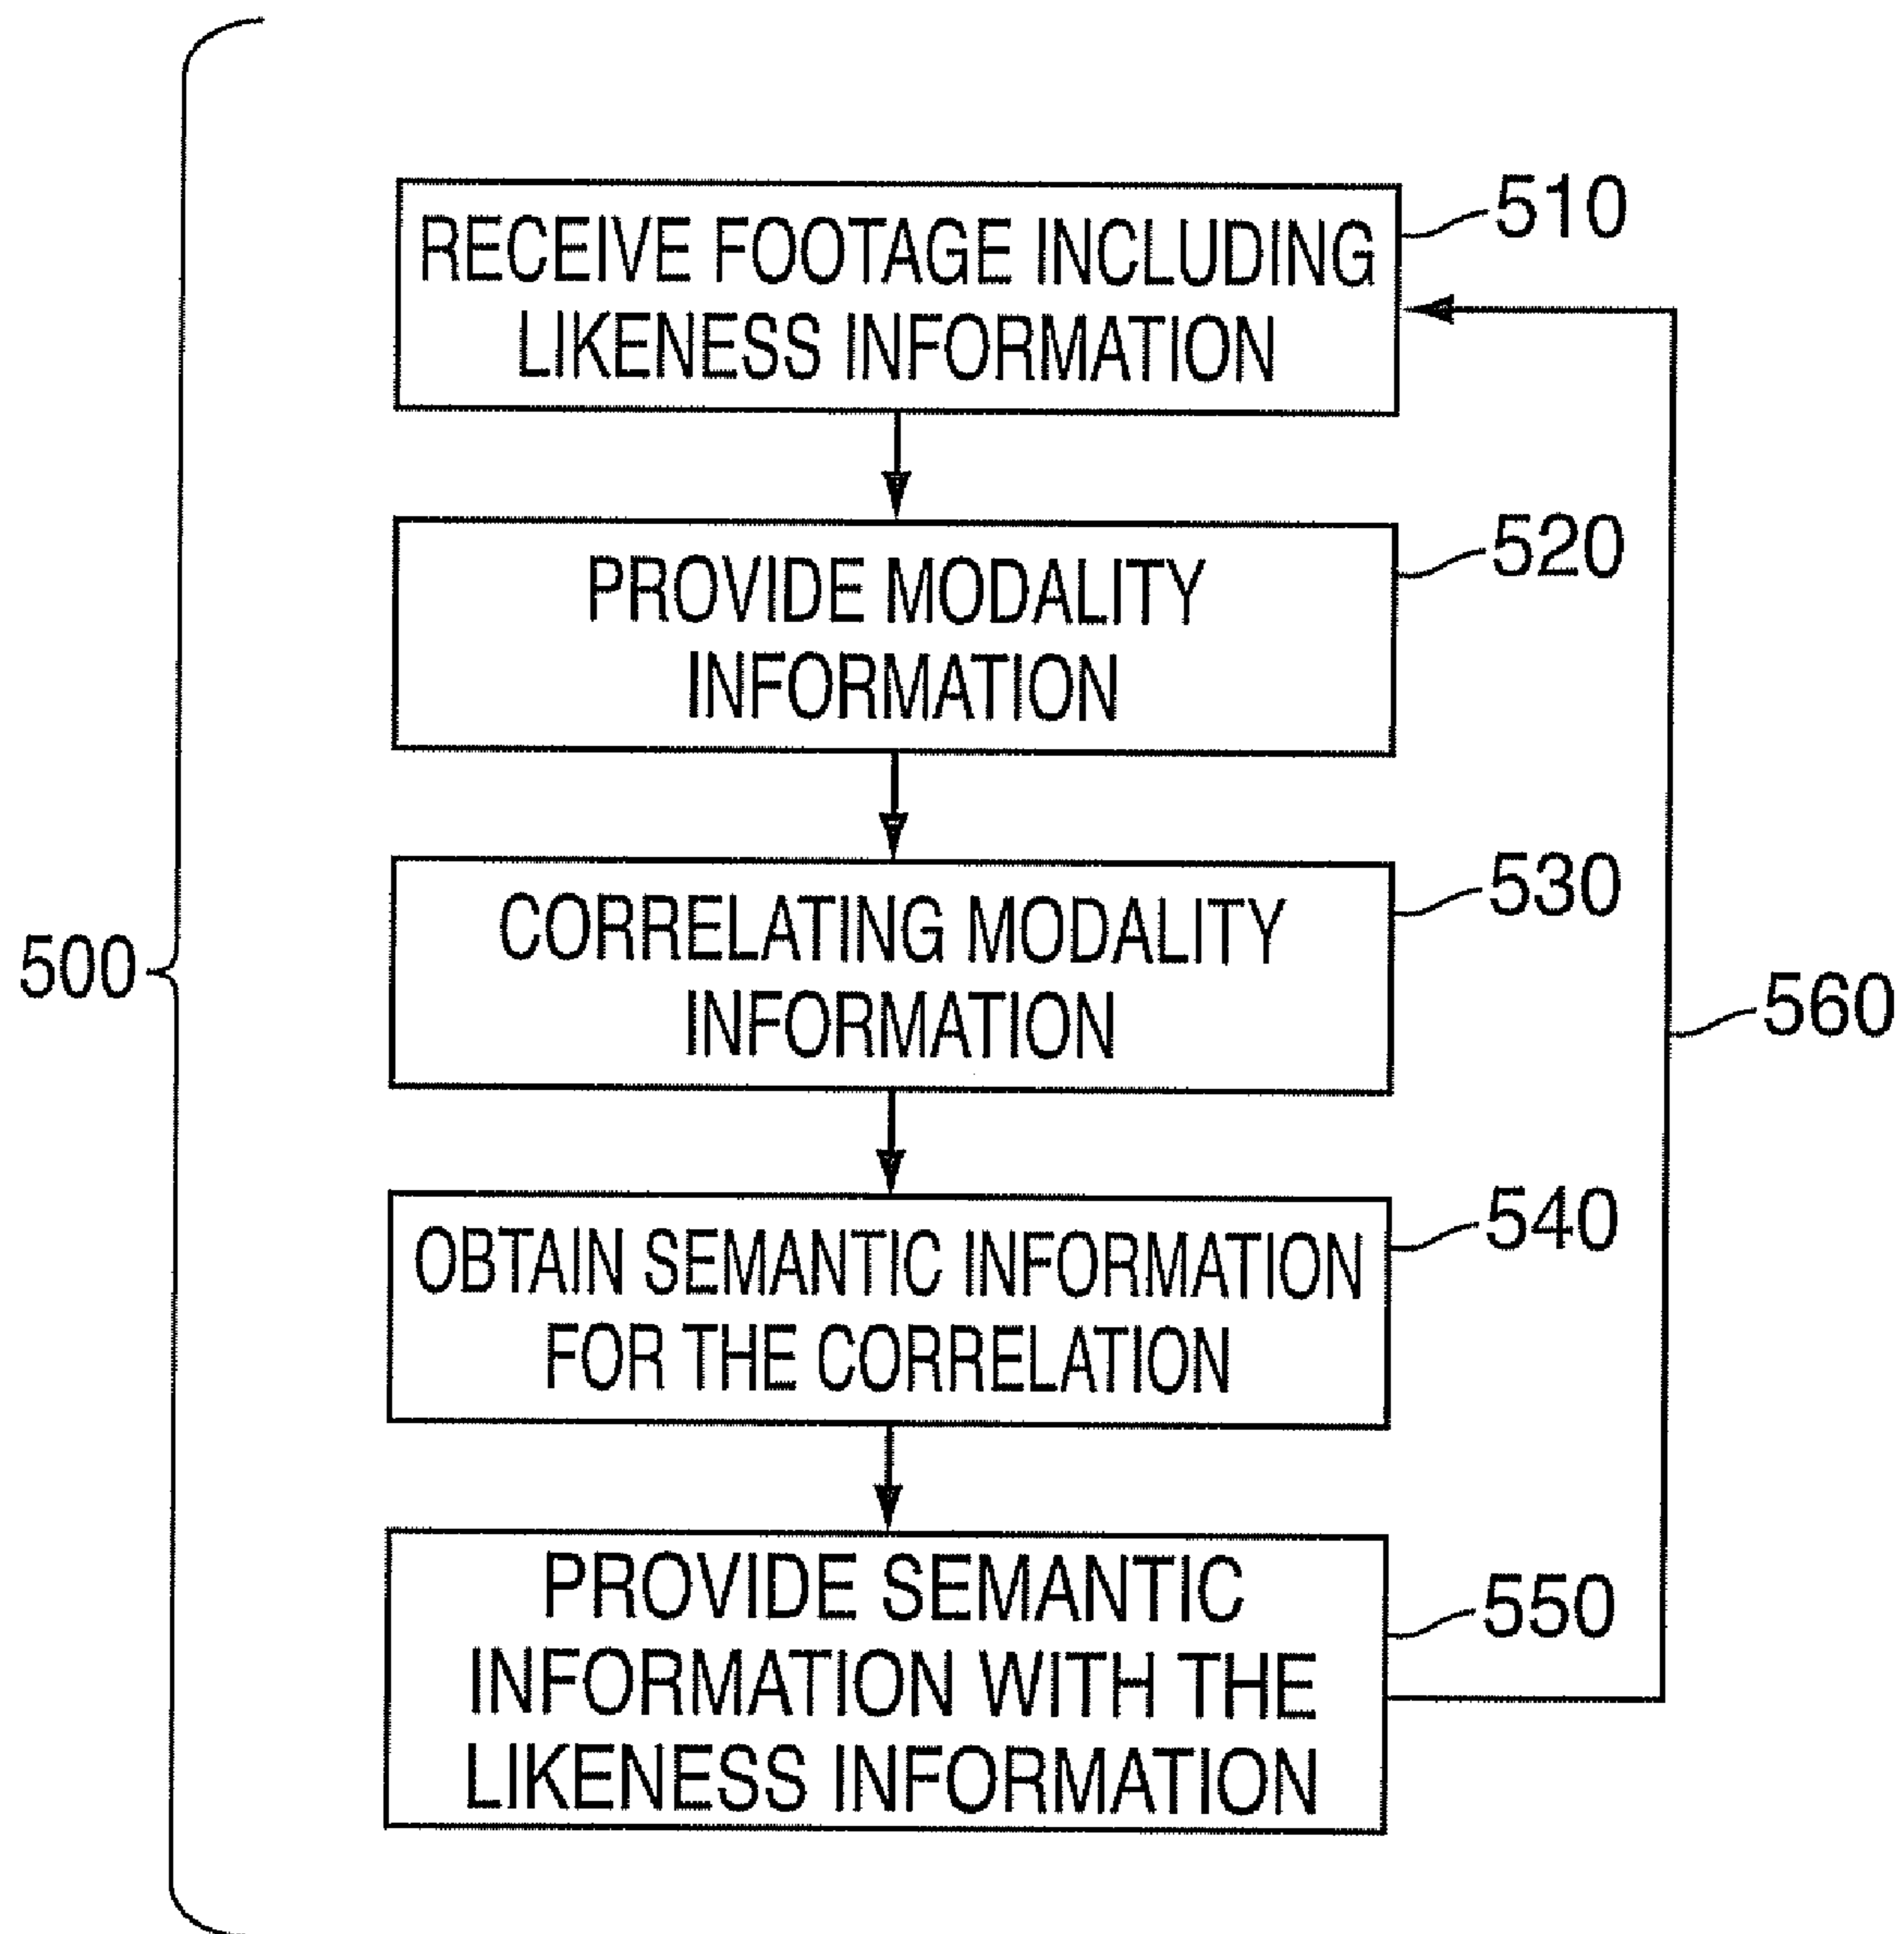 RECEIVE FOOTAGE INCLUDING
LIKENESS INFORMATION
510
PROVIDE MODALITY
INFORMATION
520
CORRELATING MODALITY
INFORMATION
530
500
560
OBTAIN SEMANTIC INFORMATION
FOR THE CORRELATION
540
PROVIDE SEMANTIC
INFORMATION WITH THE
LIKENESS INFORMATION
550